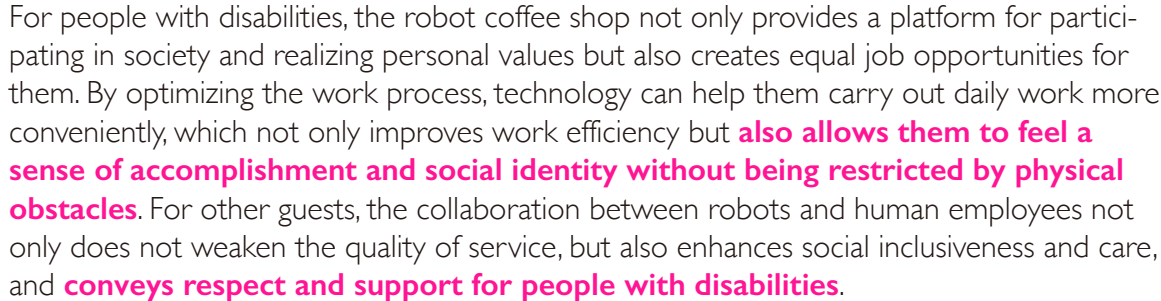 For people with disabilities, the robot coffee shop not only provides a platform for partici-
pating in society and realizing personal values but also creates equal job opportunities for
them. By optimizing the work process, technology can help them carry out daily work more
conveniently, which not only improves work efficiency but also allows them to feel a
sense of accomplishment and social identity without being restricted by physical
obstacles. For other guests, the collaboration between robots and human employees not
only does not weaken the quality of service, but also enhances social inclusiveness and care,
and conveys respect and support for people with disabilities.